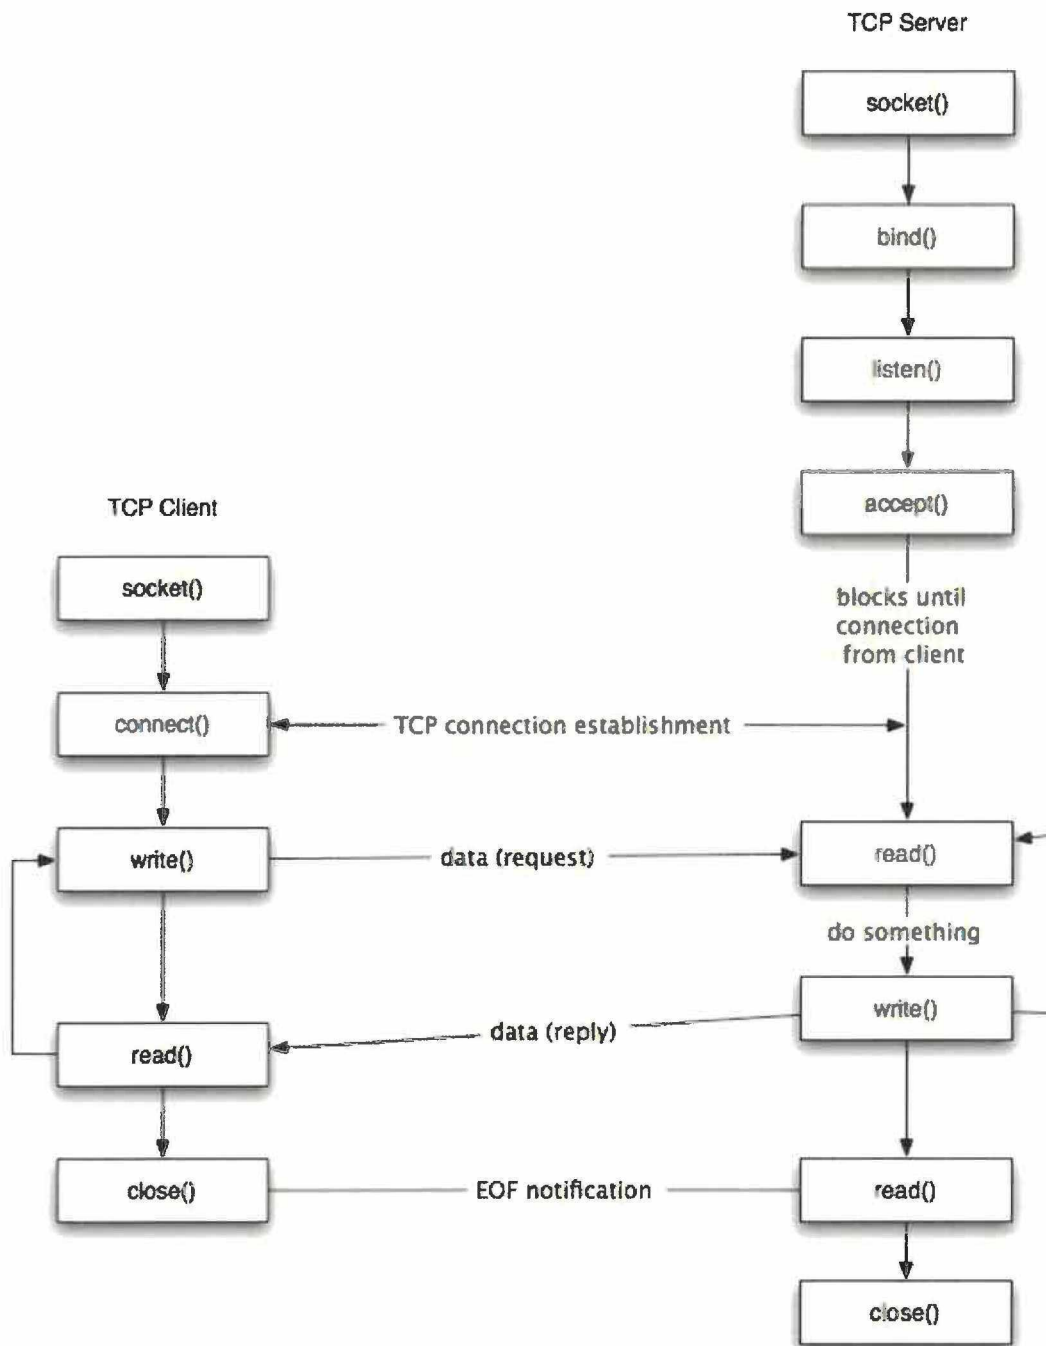 TCP Server
socket()
bind()
listen()
accept()
blocks until
connection
from client
TCP Client
socket()
connect()
TCP connection establishment
write()
data (request)
read()
do something
write()
data (reply)
read()
close()
EOF notification
read()
close()